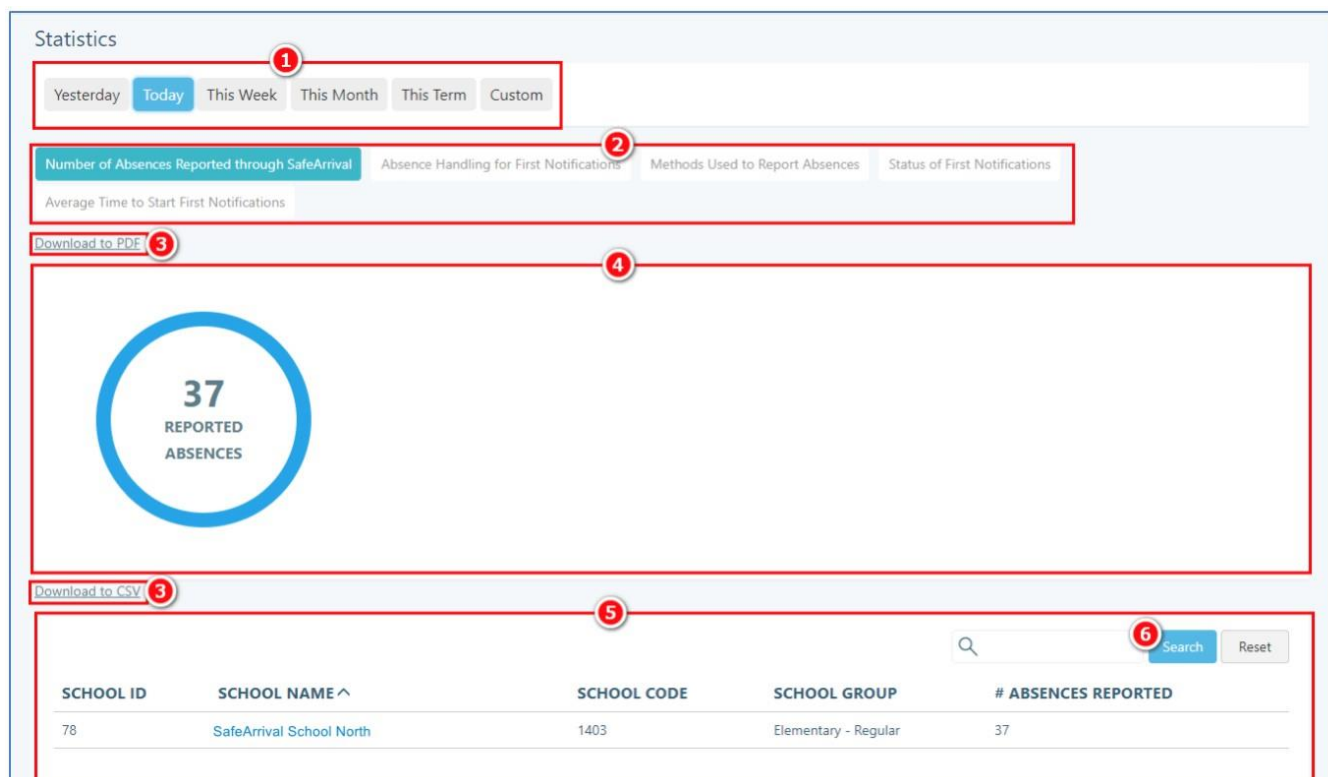 Statistics
1
Yesterday Today This Week This Month This Term Custom
2
Number of Absences Reported through SafeArrival Absence Handling for First Notifications Methods Used to Report Absences Status of First Notifications
Average Time to Start First Notifications
Download to PDF 3
4
37
REPORTED
ABSENCES
Download to CSV 3
5
6
Search Reset
SCHOOL ID SCHOOL NAME SCHOOL CODE SCHOOL GROUP # ABSENCES REPORTED
78 SafeArrival School North 1403 Elementary - Regular 37